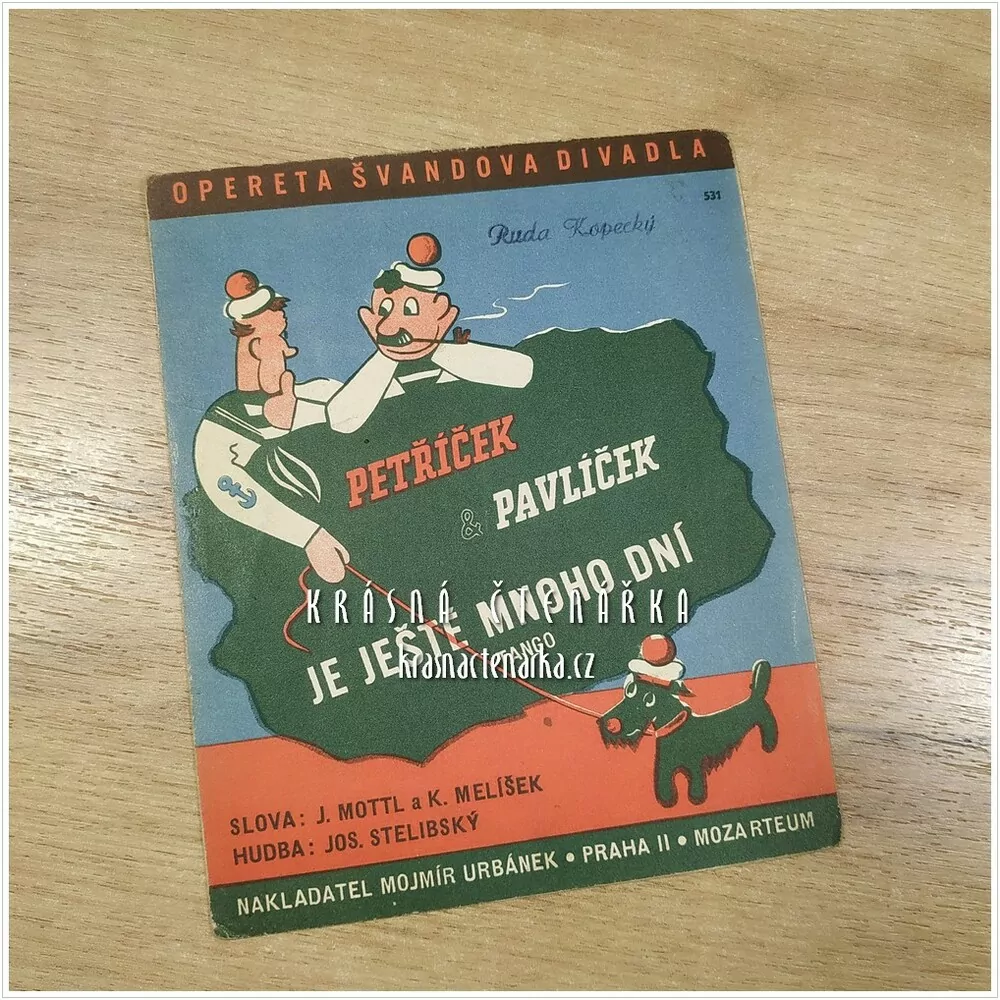 OPERETA ŠVANDOVA DIVADLA
531
Ruda Kopecký
PETŘÍČEK
& PAVLÍČEK
JE JEŠTĚ MNOHO DNÍ
TANGO
KRÁSNÁ ČTENÁŘKA
krasnactenarka.cz
SLOVA: J. MOTTL a K. MELÍŠEK
HUDBA: JOS. STELIBSKÝ
NAKLADATEL MOJMÍR URBÁNEK • PRAHA II • MOZARTEUM